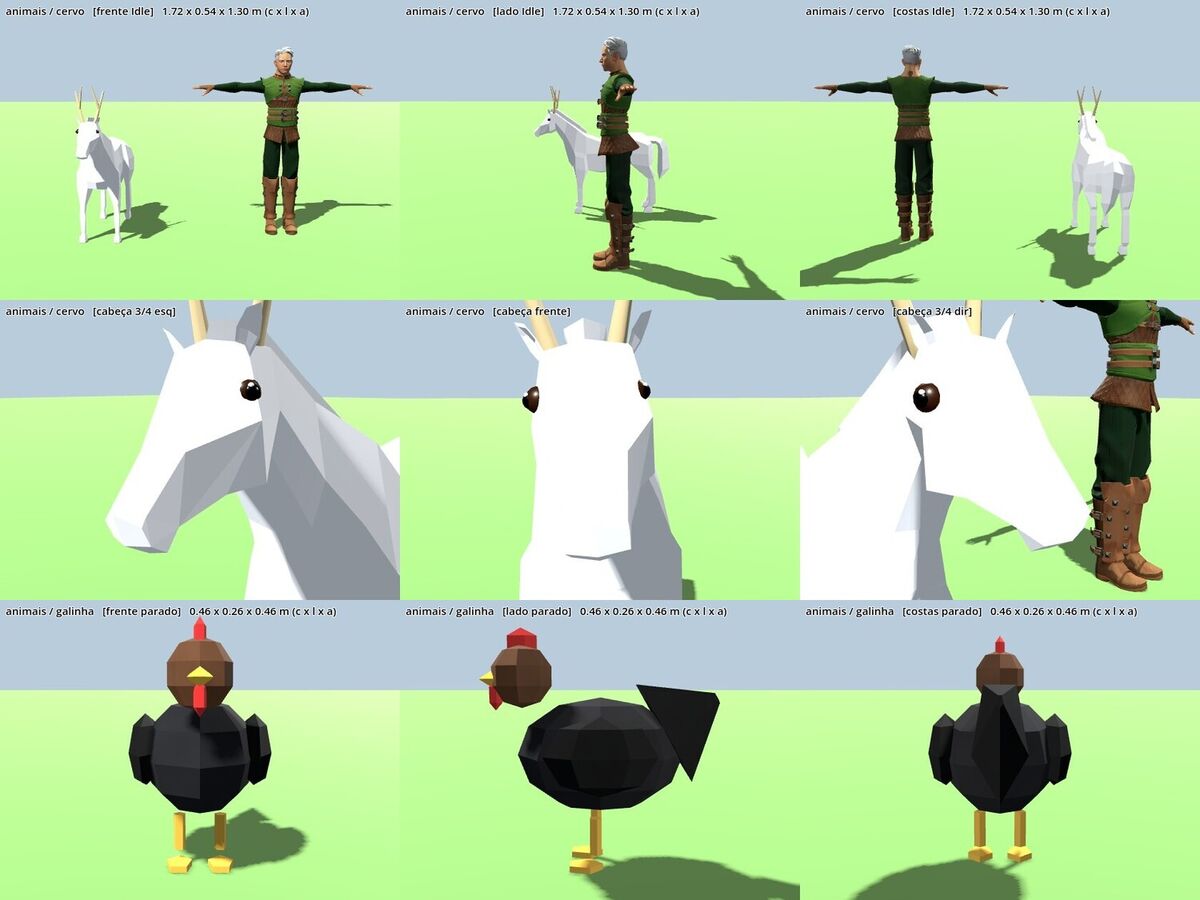 animais / cervo [frente Idle] 1.72 x 0.54 x 1.30 m (c x l x a)
animais / cervo [lado Idle] 1.72 x 0.54 x 1.30 m (c x l x a)
animais / cervo [costas Idle] 1.72 x 0.54 x 1.30 m (c x l x a)
animais / cervo [cabeça 3/4 esq]
animais / cervo [cabeça frente]
animais / cervo [cabeça 3/4 dir]
animais / galinha [frente parado] 0.46 x 0.26 x 0.46 m (c x l x a)
animais / galinha [lado parado] 0.46 x 0.26 x 0.46 m (c x l x a)
animais / galinha [costas parado] 0.46 x 0.26 x 0.46 m (c x l x a)